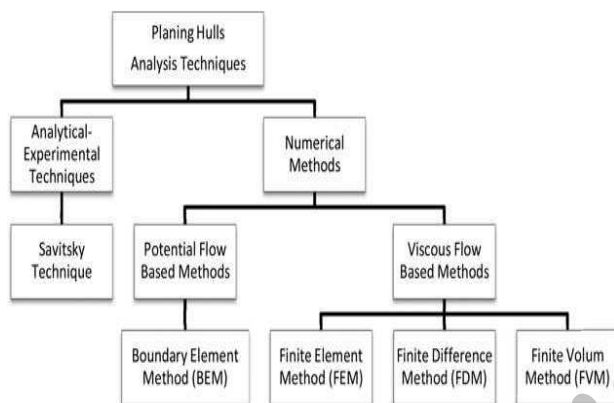 Planing Hulls
Analysis Techniques
Analytical-
Experimental
Techniques
Numerical
Methods
Savitsky
Technique
Potential Flow
Based Methods
Viscous Flow
Based Methods
Boundary Element
Method (BEM)
Finite Element
Method (FEM)
Finite Difference
Method (FDM)
Finite Volum
Method (FVM)